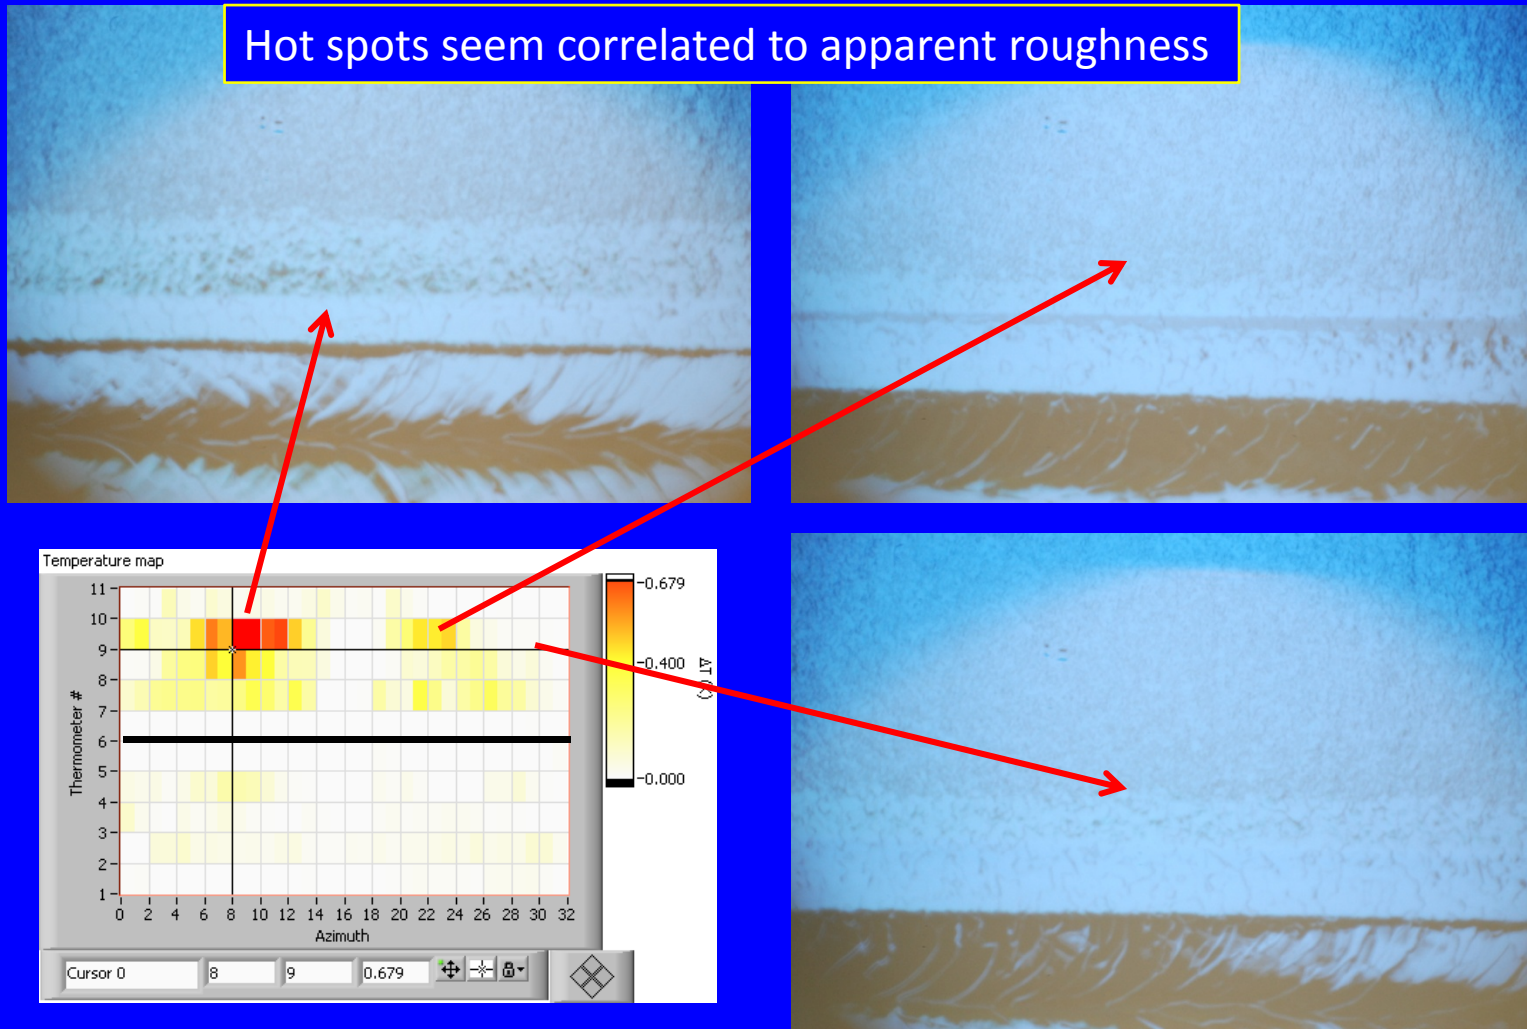 Hot spots seem correlated to apparent roughness
Temperature map
11
10
9
8
7
6
5
4
3
2
1
Thermometer #
0 2 4 6 8 10 12 14 16 18 20 22 24 26 28 30 32
Azimuth
0.679
0.400
0.000
ΔT (K)
Cursor 0 8 9 0.679